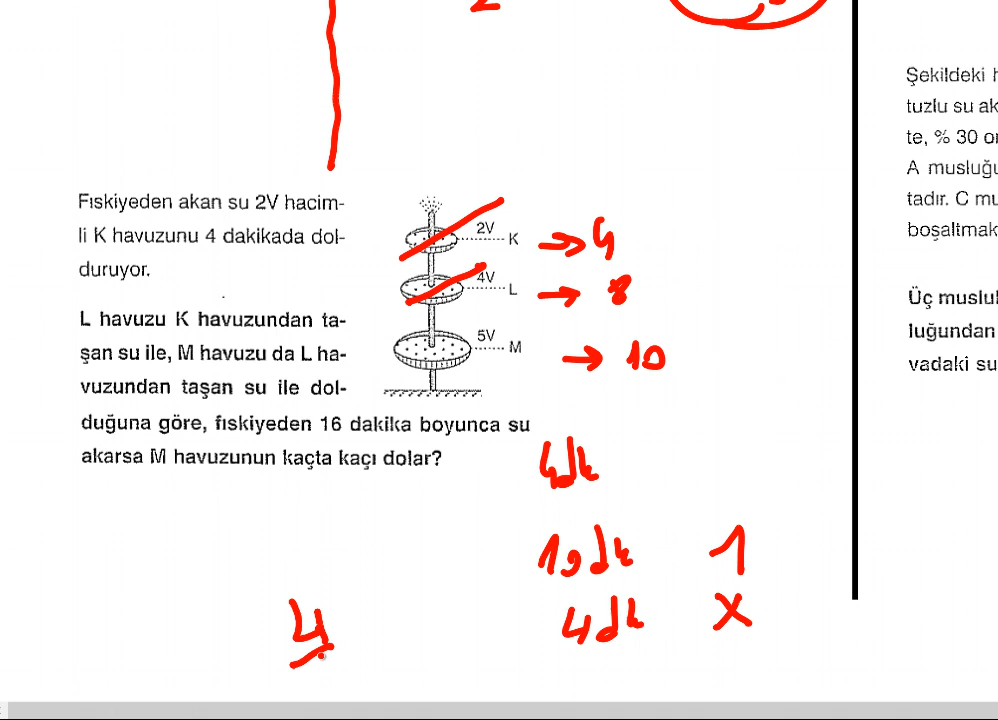 2
Fıskiyeden akan su 2V hacim-
li K havuzunu 4 dakikada dol-
duruyor.
L havuzu K havuzundan ta-
şan su ile, M havuzu da L ha-
vuzundan taşan su ile dol-
duğuna göre, fıskiyeden 16 dakika boyunca su
akarsa M havuzunun kaçta kaçı dolar?
2V
K → 4
4V
L → 8
5V
M → 10
4dk
10dk 1
4dk X
4
Şekildeki
tuzlu su ak
te, % 30
A musluğu
tadır. C mu
boşaltmak
Üç muslu
luğundan
vadaki su